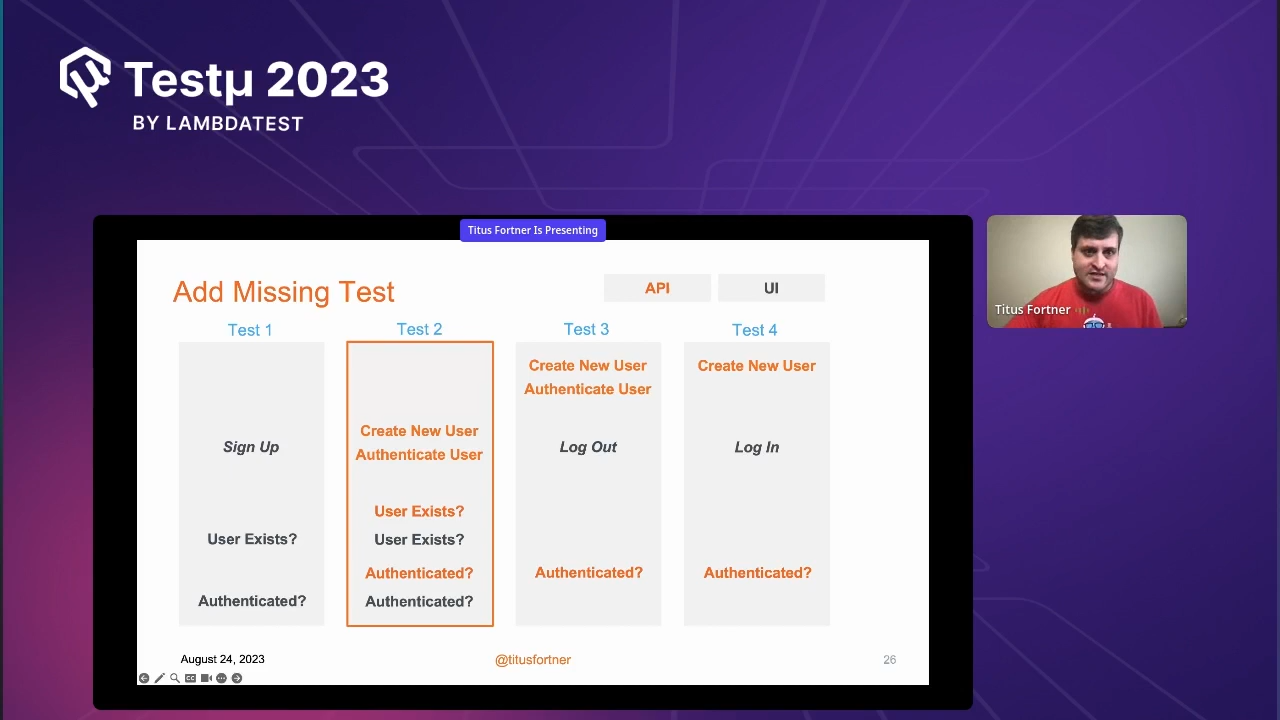 Testμ 2023
BY LAMBDATEST
Titus Fortner Is Presenting
Add Missing Test
API
UI
Test 1
Test 2
Test 3
Test 4
Sign Up
User Exists?
Authenticated?
Create New User
Authenticate User
User Exists?
User Exists?
Authenticated?
Authenticated?
Create New User
Authenticate User
Log Out
Authenticated?
Create New User
Log In
Authenticated?
August 24, 2023
@titusfortner
26
Titus Fortner